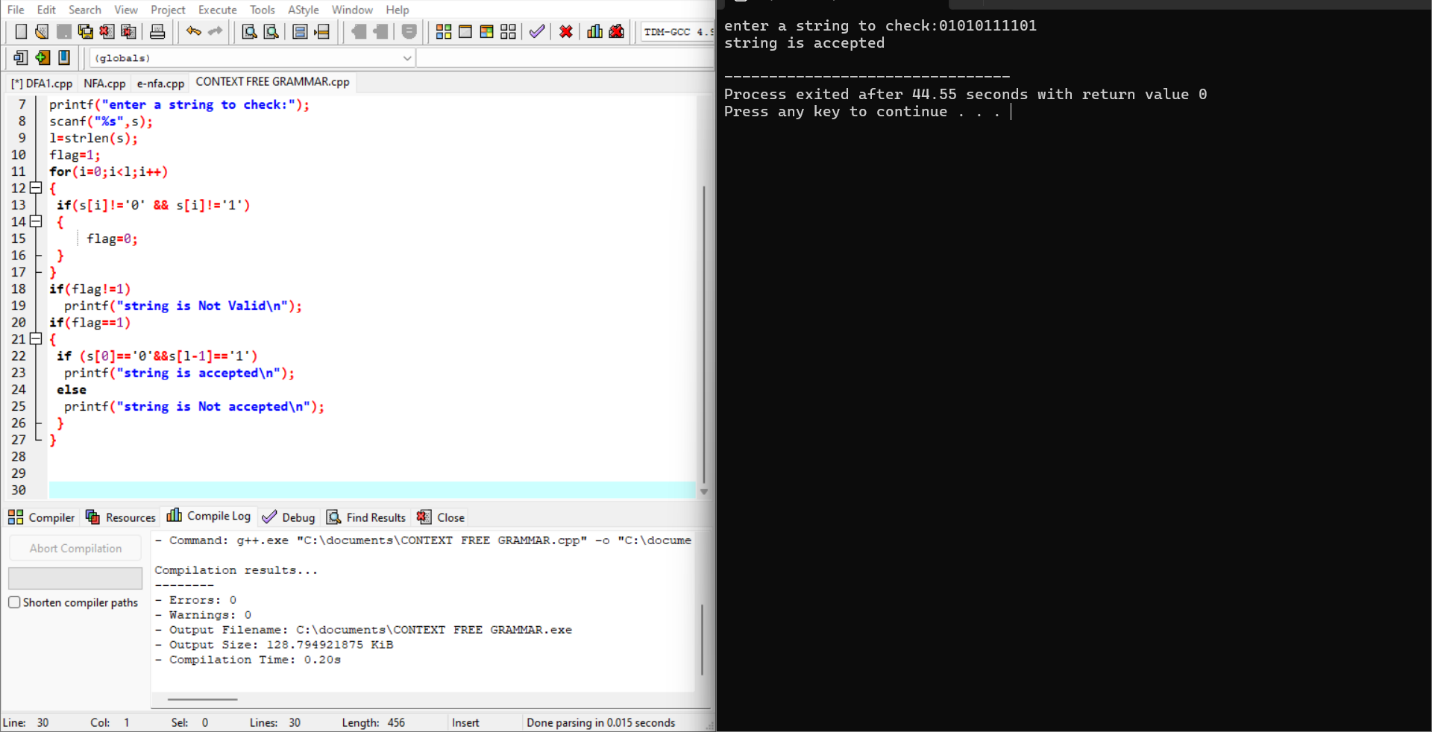 File Edit Search View Project Execute Tools AStyle Window Help
TDM-GCC 4.9
(globals)
[*] DFA1.cpp NFA.cpp e-nfa.cpp CONTEXT FREE GRAMMAR.cpp
7 printf("enter a string to check:");
8 scanf("%s",s);
9 l=strlen(s);
10 flag=1;
11 for(i=0;i<l;i++)
12 {
13 if(s[i]!='0' && s[i]!='1')
14 {
15 flag=0;
16 }
17 }
18 if(flag!=1)
19 printf("string is Not Valid\n");
20 if(flag==1)
21 {
22 if (s[0]=='0'&&s[l-1]=='1')
23 printf("string is accepted\n");
24 else
25 printf("string is Not accepted\n");
26 }
27 }
28
29
30
Compiler Resources Compile Log Debug Find Results Close
Abort Compilation
Shorten compiler paths
- Command: g++.exe "C:\documents\CONTEXT FREE GRAMMAR.cpp" -o "C:\docume
Compilation results...
--------
- Errors: 0
- Warnings: 0
- Output Filename: C:\documents\CONTEXT FREE GRAMMAR.exe
- Output Size: 128.794921875 KiB
- Compilation Time: 0.20s
Line: 30 Col: 1 Sel: 0 Lines: 30 Length: 456 Insert Done parsing in 0.015 seconds
enter a string to check:01010111101
string is accepted
--------------------------------
Process exited after 44.55 seconds with return value 0
Press any key to continue . . .